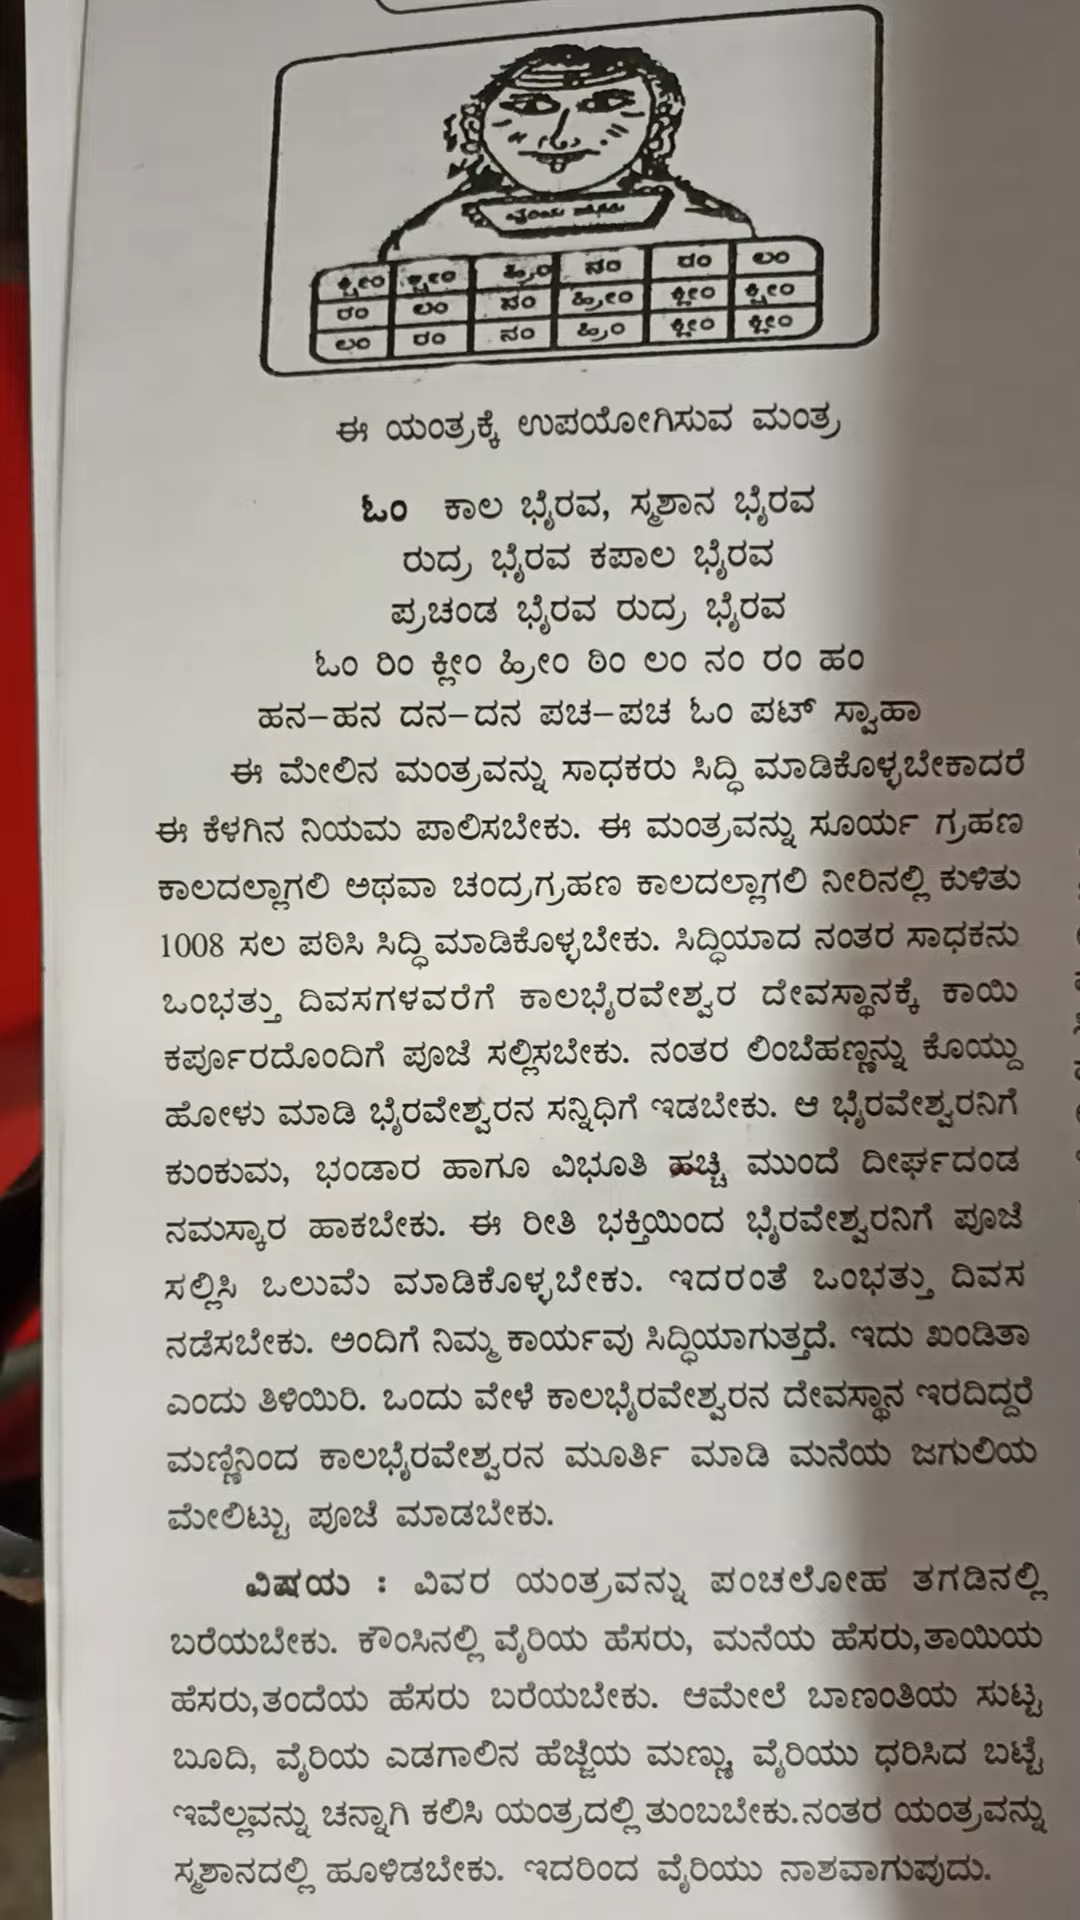 ವೈರಿಯ ಹೆಸರು
ಕ್ಲೀಂ ಕ್ಲೀಂ ಹ್ರಿಂ ನಂ ರಂ ಲಂ
ರಂ ಲಂ ನಂ ಹ್ರೀಂ ಕ್ಲೀಂ ಕ್ಲೀಂ
ಲಂ ರಂ ನಂ ಹ್ರಿಂ ಕ್ಲೀಂ ಕ್ಲೀಂ
ಈ ಯಂತ್ರಕ್ಕೆ ಉಪಯೋಗಿಸುವ ಮಂತ್ರ
ಓಂ ಕಾಲ ಭೈರವ, ಸ್ಮಶಾನ ಭೈರವ
ರುದ್ರ ಭೈರವ ಕಪಾಲ ಭೈರವ
ಪ್ರಚಂಡ ಭೈರವ ರುದ್ರ ಭೈರವ
ಓಂ ರಿಂ ಕ್ಲೀಂ ಹ್ರೀಂ ಠಿಂ ಲಂ ನಂ ರಂ ಹಂ
ಹನ-ಹನ ದನ-ದನ ಪಚ-ಪಚ ಓಂ ಪಟ್ ಸ್ವಾಹಾ
ಈ ಮೇಲಿನ ಮಂತ್ರವನ್ನು ಸಾಧಕರು ಸಿದ್ಧಿ ಮಾಡಿಕೊಳ್ಳಬೇಕಾದರೆ
ಈ ಕೆಳಗಿನ ನಿಯಮ ಪಾಲಿಸಬೇಕು. ಈ ಮಂತ್ರವನ್ನು ಸೂರ್ಯ ಗ್ರಹಣ
ಕಾಲದಲ್ಲಾಗಲಿ ಅಥವಾ ಚಂದ್ರಗ್ರಹಣ ಕಾಲದಲ್ಲಾಗಲಿ ನೀರಿನಲ್ಲಿ ಕುಳಿತು
1008 ಸಲ ಪಠಿಸಿ ಸಿದ್ಧಿ ಮಾಡಿಕೊಳ್ಳಬೇಕು. ಸಿದ್ಧಿಯಾದ ನಂತರ ಸಾಧಕನು
ಒಂಭತ್ತು ದಿವಸಗಳವರೆಗೆ ಕಾಲಭೈರವೇಶ್ವರ ದೇವಸ್ಥಾನಕ್ಕೆ ಕಾಯಿ
ಕರ್ಪೂರದೊಂದಿಗೆ ಪೂಜೆ ಸಲ್ಲಿಸಬೇಕು. ನಂತರ ಲಿಂಬೆಹಣ್ಣನ್ನು ಕೊಯ್ದು
ಹೋಳು ಮಾಡಿ ಭೈರವೇಶ್ವರನ ಸನ್ನಿಧಿಗೆ ಇಡಬೇಕು. ಆ ಭೈರವೇಶ್ವರನಿಗೆ
ಕುಂಕುಮ, ಭಂಡಾರ ಹಾಗೂ ವಿಭೂತಿ ಹಚ್ಚಿ ಮುಂದೆ ದೀರ್ಘದಂಡ
ನಮಸ್ಕಾರ ಹಾಕಬೇಕು. ಈ ರೀತಿ ಭಕ್ತಿಯಿಂದ ಭೈರವೇಶ್ವರನಿಗೆ ಪೂಜೆ
ಸಲ್ಲಿಸಿ ಒಲುಮೆ ಮಾಡಿಕೊಳ್ಳಬೇಕು. ಇದರಂತೆ ಒಂಭತ್ತು ದಿವಸ
ನಡೆಸಬೇಕು. ಅಂದಿಗೆ ನಿಮ್ಮ ಕಾರ್ಯವು ಸಿದ್ಧಿಯಾಗುತ್ತದೆ. ಇದು ಖಂಡಿತಾ
ಎಂದು ತಿಳಿಯಿರಿ. ಒಂದು ವೇಳೆ ಕಾಲಭೈರವೇಶ್ವರನ ದೇವಸ್ಥಾನ ಇರದಿದ್ದರೆ
ಮಣ್ಣಿನಿಂದ ಕಾಲಭೈರವೇಶ್ವರನ ಮೂರ್ತಿ ಮಾಡಿ ಮನೆಯ ಜಗುಲಿಯ
ಮೇಲಿಟ್ಟು ಪೂಜೆ ಮಾಡಬೇಕು.
ವಿಷಯ : ವಿವರ ಯಂತ್ರವನ್ನು ಪಂಚಲೋಹ ತಗಡಿನಲ್ಲಿ
ಬರೆಯಬೇಕು. ಕೌಂಸಿನಲ್ಲಿ ವೈರಿಯ ಹೆಸರು, ಮನೆಯ ಹೆಸರು,ತಾಯಿಯ
ಹೆಸರು,ತಂದೆಯ ಹೆಸರು ಬರೆಯಬೇಕು. ಆಮೇಲೆ ಬಾಣಂತಿಯ ಸುಟ್ಟ
ಬೂದಿ, ವೈರಿಯ ಎಡಗಾಲಿನ ಹೆಜ್ಜೆಯ ಮಣ್ಣು, ವೈರಿಯು ಧರಿಸಿದ ಬಟ್ಟೆ
ಇವೆಲ್ಲವನ್ನು ಚನ್ನಾಗಿ ಕಲಿಸಿ ಯಂತ್ರದಲ್ಲಿ ತುಂಬಬೇಕು.ನಂತರ ಯಂತ್ರವನ್ನು
ಸ್ಮಶಾನದಲ್ಲಿ ಹೂಳಿಡಬೇಕು. ಇದರಿಂದ ವೈರಿಯು ನಾಶವಾಗುವುದು.